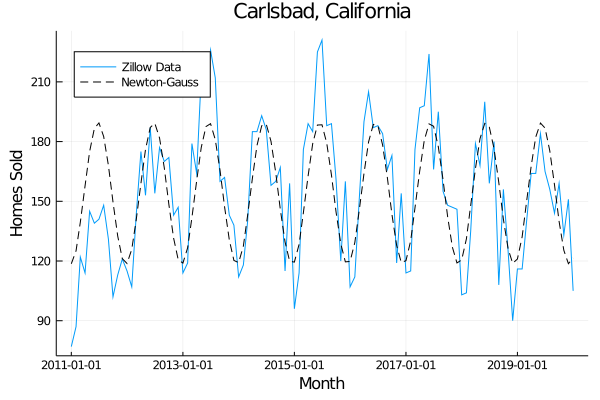 Carlsbad, California
Zillow Data
Newton-Gauss
Homes Sold
210
180
150
120
90
2011-01-01 2013-01-01 2015-01-01 2017-01-01 2019-01-01
Month